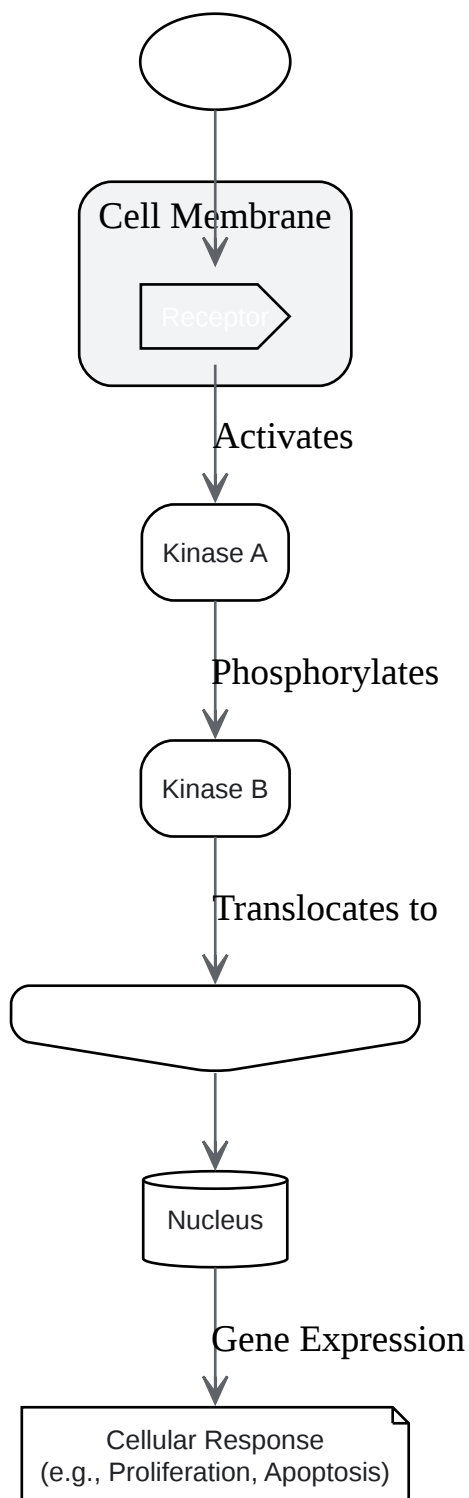 Cell Membrane
Receptor
Activates
Kinase A
Phosphorylates
Kinase B
Translocates to
Nucleus
Gene Expression
Cellular Response
(e.g., Proliferation, Apoptosis)